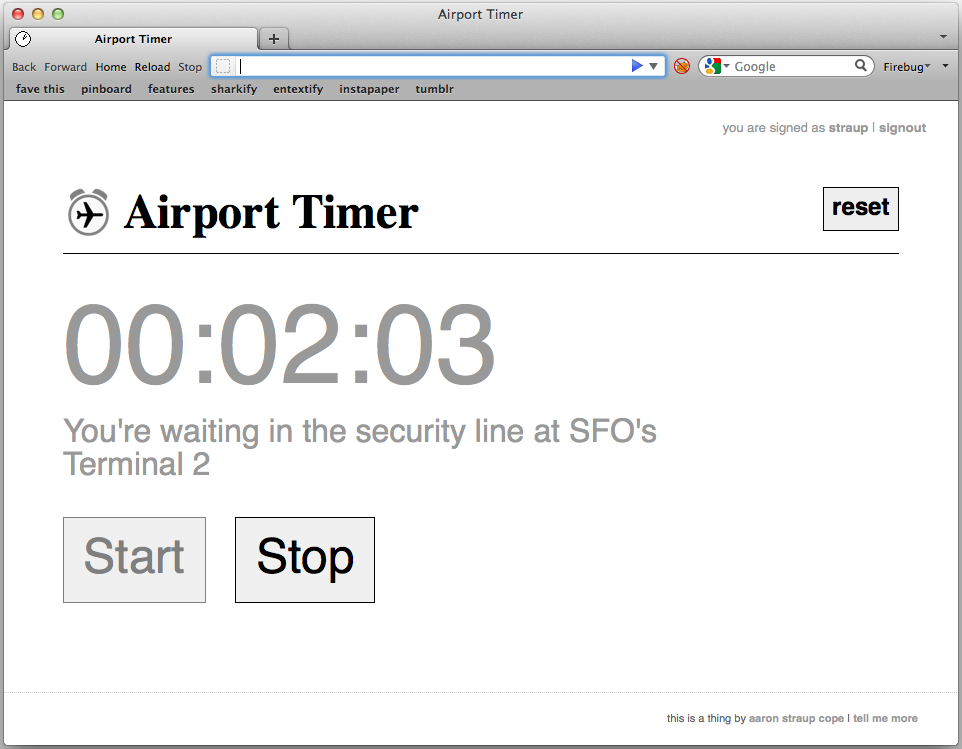 Airport Timer
Airport Timer
Back Forward Home Reload Stop Google Firebug
fave this pinboard features sharkify entextify instapaper tumblr
you are signed as straup | signout
Airport Timer reset
00:02:03
You're waiting in the security line at SFO's
Terminal 2
Start Stop
this is a thing by aaron straup cope | tell me more